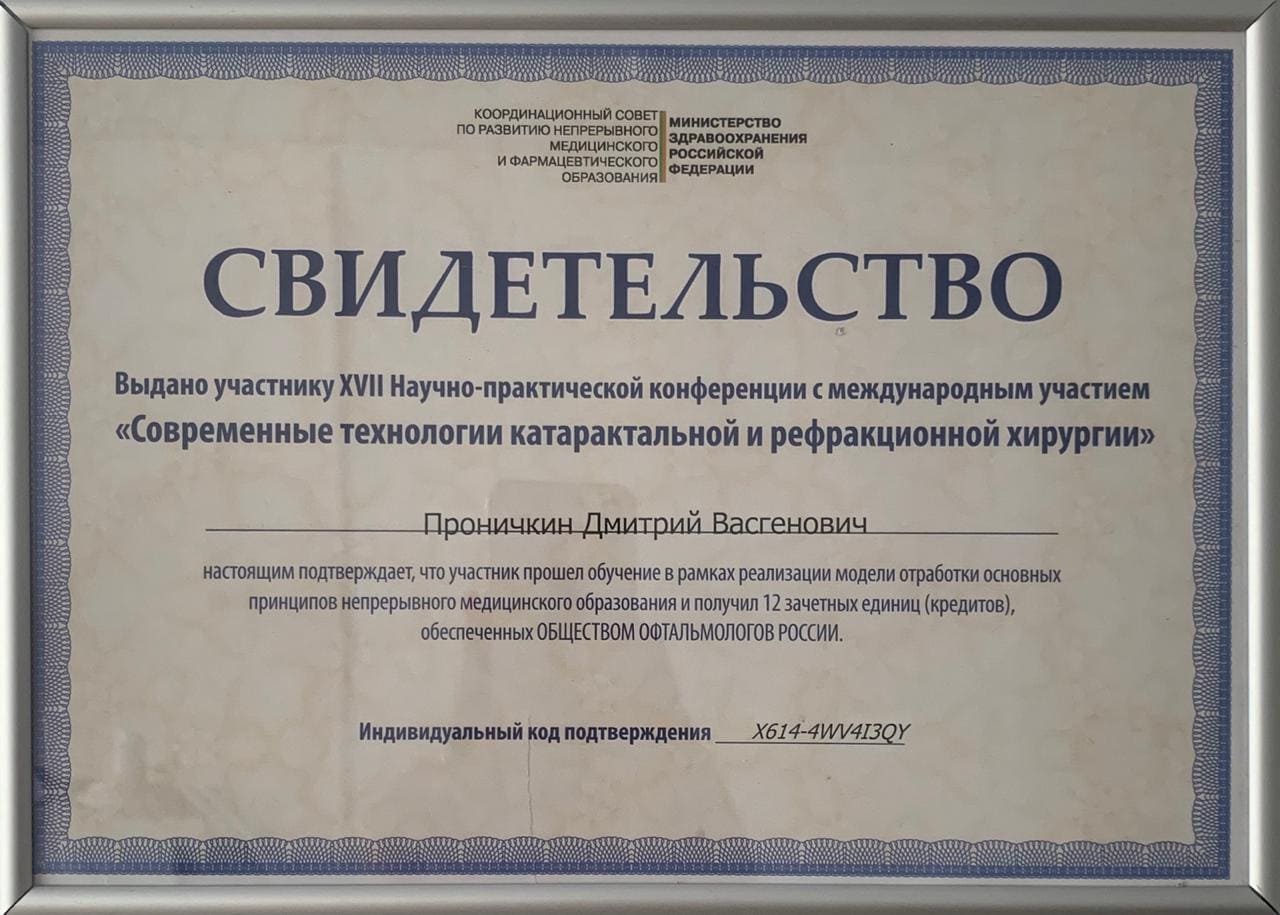 КООРДИНАЦИОННЫЙ СОВЕТ
ПО РАЗВИТИЮ НЕПРЕРЫВНОГО
МЕДИЦИНСКОГО
И ФАРМАЦЕВТИЧЕСКОГО
ОБРАЗОВАНИЯ
МИНИСТЕРСТВО
ЗДРАВООХРАНЕНИЯ
РОССИЙСКОЙ
ФЕДЕРАЦИИ
СВИДЕТЕЛЬСТВО
Выдано участнику XVII Научно-практической конференции с международным участием
«Современные технологии катарактальной и рефракционной хирургии»
Проничкин Дмитрий Васгенович
настоящим подтверждает, что участник прошел обучение в рамках реализации модели отработки основных
принципов непрерывного медицинского образования и получил 12 зачетных единиц (кредитов),
обеспеченных ОБЩЕСТВОМ ОФТАЛЬМОЛОГОВ РОССИИ.
Индивидуальный код подтверждения X614-4WV4I3QY